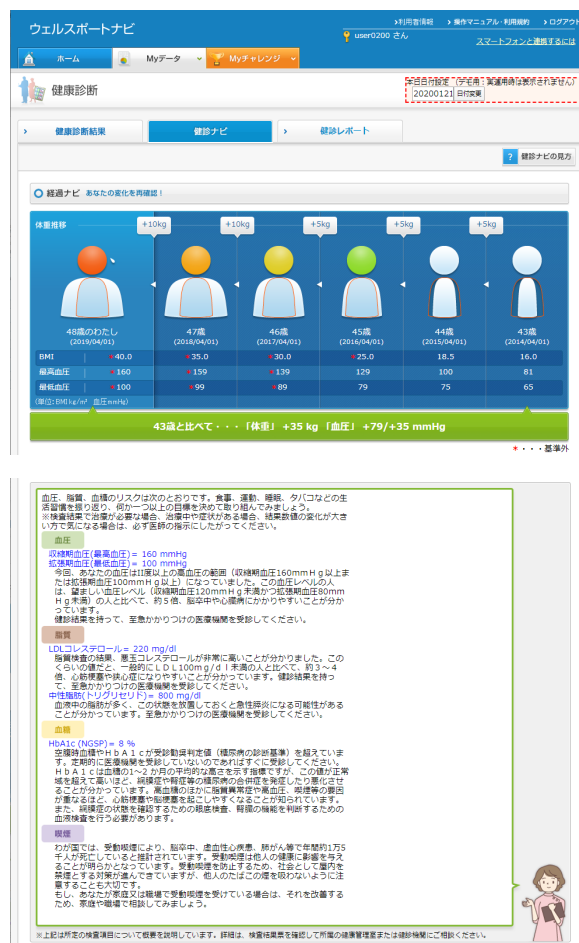 ウェルスポートナビ
›利用者情報 ›操作マニュアル・利用規約 ›ログアウト
user0200 さん
スマートフォンと連携するには
ホーム Myデータ Myチャレンジ
健康診断
本日日付設定 (デモ用:実運用時は表示されません)
20200121 日付変更
健康診断結果 健診ナビ 健診レポート
? 健診ナビの見方
経過ナビ あなたの変化を再確認!
体重推移 +10kg +10kg +5kg +5kg +5kg
48歳のわたし 47歳 46歳 45歳 44歳 43歳
(2019/04/01) (2018/04/01) (2017/04/01) (2016/04/01) (2015/04/01) (2014/04/01)
BMI *40.0 *35.0 *30.0 *25.0 18.5 16.0
最高血圧 *160 *159 *139 129 100 81
最低血圧 *100 *99 *89 79 75 65
(単位:BMIkg/m² 血圧mmHg)
43歳と比べて・・・「体重」 +35 kg 「血圧」 +79/+35 mmHg
*・・・基準外
血圧、脂質、血糖のリスクは次のとおりです。食事、運動、睡眠、タバコなどの生
活習慣を振り返り、何か一つ以上の目標を決めて取り組んでみましょう。
※検査結果で治療が必要な場合、治療中や症状がある場合、結果数値の変化が大き
い方で気になる場合は、必ず医師の指示にしたがってください。
血圧
収縮期血圧(最高血圧)= 160 mmHg
拡張期血圧(最低血圧)= 100 mmHg
今回、あなたの血圧はII度以上の高血圧の範囲(収縮期血圧160mmHg以上ま
たは拡張期血圧100mmHg以上)になっていました。この血圧レベルの人
は、望ましい血圧レベル(収縮期血圧120mmHg未満かつ拡張期血圧80mm
Hg未満)の人と比べて、約5倍、脳卒中や心臓病にかかりやすいことが分か
っています。
健診結果を持って、至急かかりつけの医療機関を受診してください。
脂質
LDLコレステロール= 220 mg/dl
脂質検査の結果、悪玉コレステロールが非常に高いことが分かりました。この
くらいの値だと、一般的にLDL100mg/dl未満の人と比べて、約3~4
倍、心筋梗塞や狭心症になりやすいことが分かっています。健診結果を持っ
て、至急かかりつけの医療機関を受診してください。
中性脂肪(トリグリセリド)= 800 mg/dl
血液中の脂肪が多く、この状態を放置しておくと急性膵炎になる可能性がある
ことが分かっています。至急かかりつけの医療機関を受診してください。
血糖
HbA1c (NGSP)= 8 %
空腹時血糖やHbA1cが受診勧奨判定値(糖尿病の診断基準)を超えていま
す。定期的に医療機関を受診していないのであればすぐに受診してください。
HbA1cは血糖の1~2か月の平均的な高さを示す指標ですが、この値が正常
域を超えて高いほど、網膜症や腎症等の糖尿病の合併症を発症したり悪化させ
ることが分かっています。高血糖のほかに脂質異常症や高血圧、喫煙等の要因
が重なるほど、心筋梗塞や脳梗塞を起こしやすくなることが知られています。
また、網膜症の状態を確認するための眼底検査、腎臓の機能を判断するための
血液検査を行う必要があります。
喫煙
わが国では、受動喫煙により、脳卒中、虚血性心疾患、肺がん等で年間約1万5
千人が死亡していると推計されています。受動喫煙は他人の健康に影響を与え
ることが明らかとなっています。受動喫煙を防止するため、社会として屋内を
禁煙とする対策が進んできていますが、他人のたばこの煙を吸わないように注
意することも大切です。
もし、あなたが家庭又は職場で受動喫煙を受けている場合は、それを改善する
ため、家庭や職場で相談してみましょう。
※上記は所定の検査項目について概要を説明しています。詳細は、検査結果票を確認して所属の健康管理室または健診機関にご相談ください。